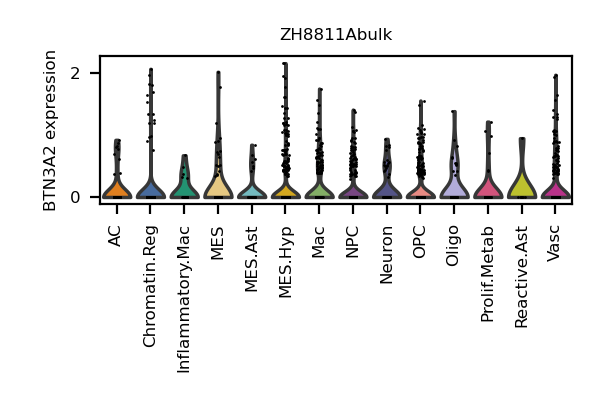 ZH8811Abulk
BTN3A2 expression
2
0
AC
Chromatin.Reg
Inflammatory.Mac
MES
MES.Ast
MES.Hyp
Mac
NPC
Neuron
OPC
Oligo
Prolif.Metab
Reactive.Ast
Vasc